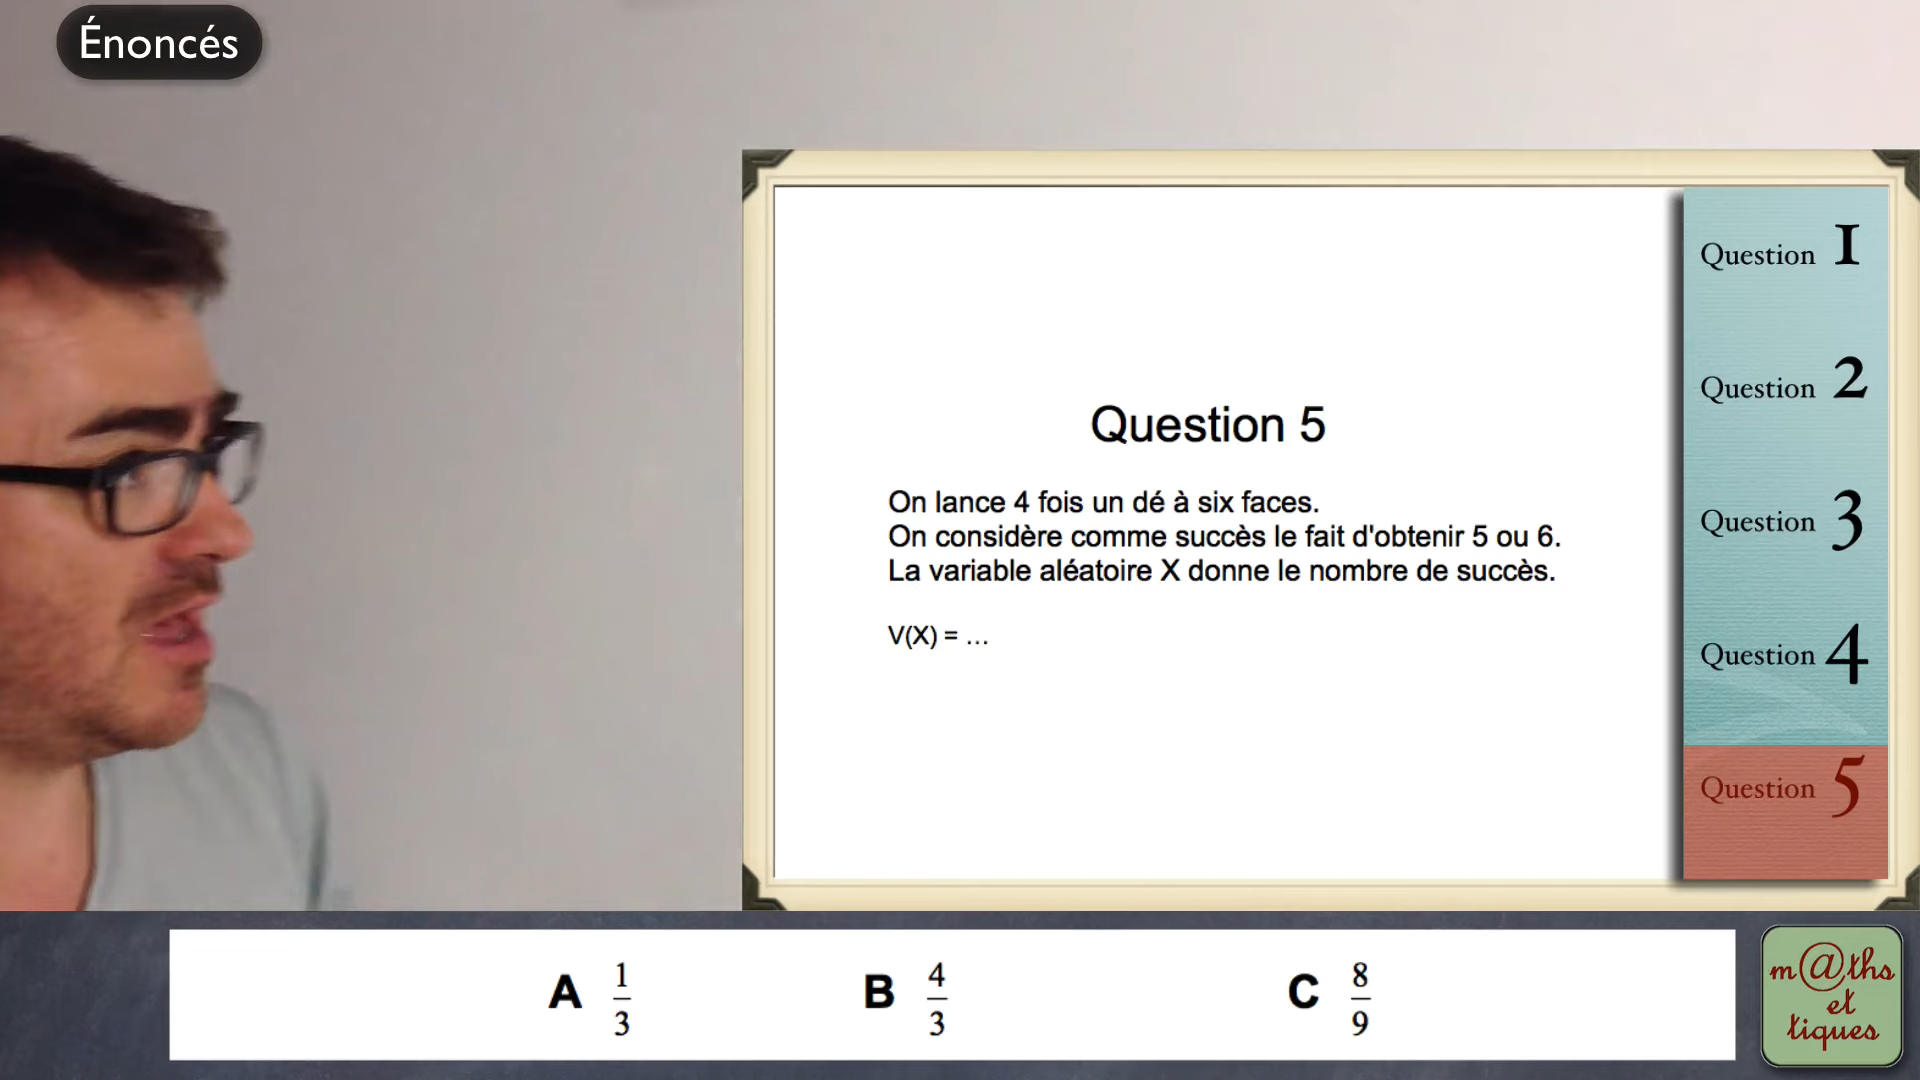 Énoncés
Question 1
Question 2
Question 3
Question 4
Question 5
Question 5
On lance 4 fois un dé à six faces.
On considère comme succès le fait d'obtenir 5 ou 6.
La variable aléatoire X donne le nombre de succès.
V(X) = ...
A 1/3 B 4/3 C 8/9
m@ths
et
tiques